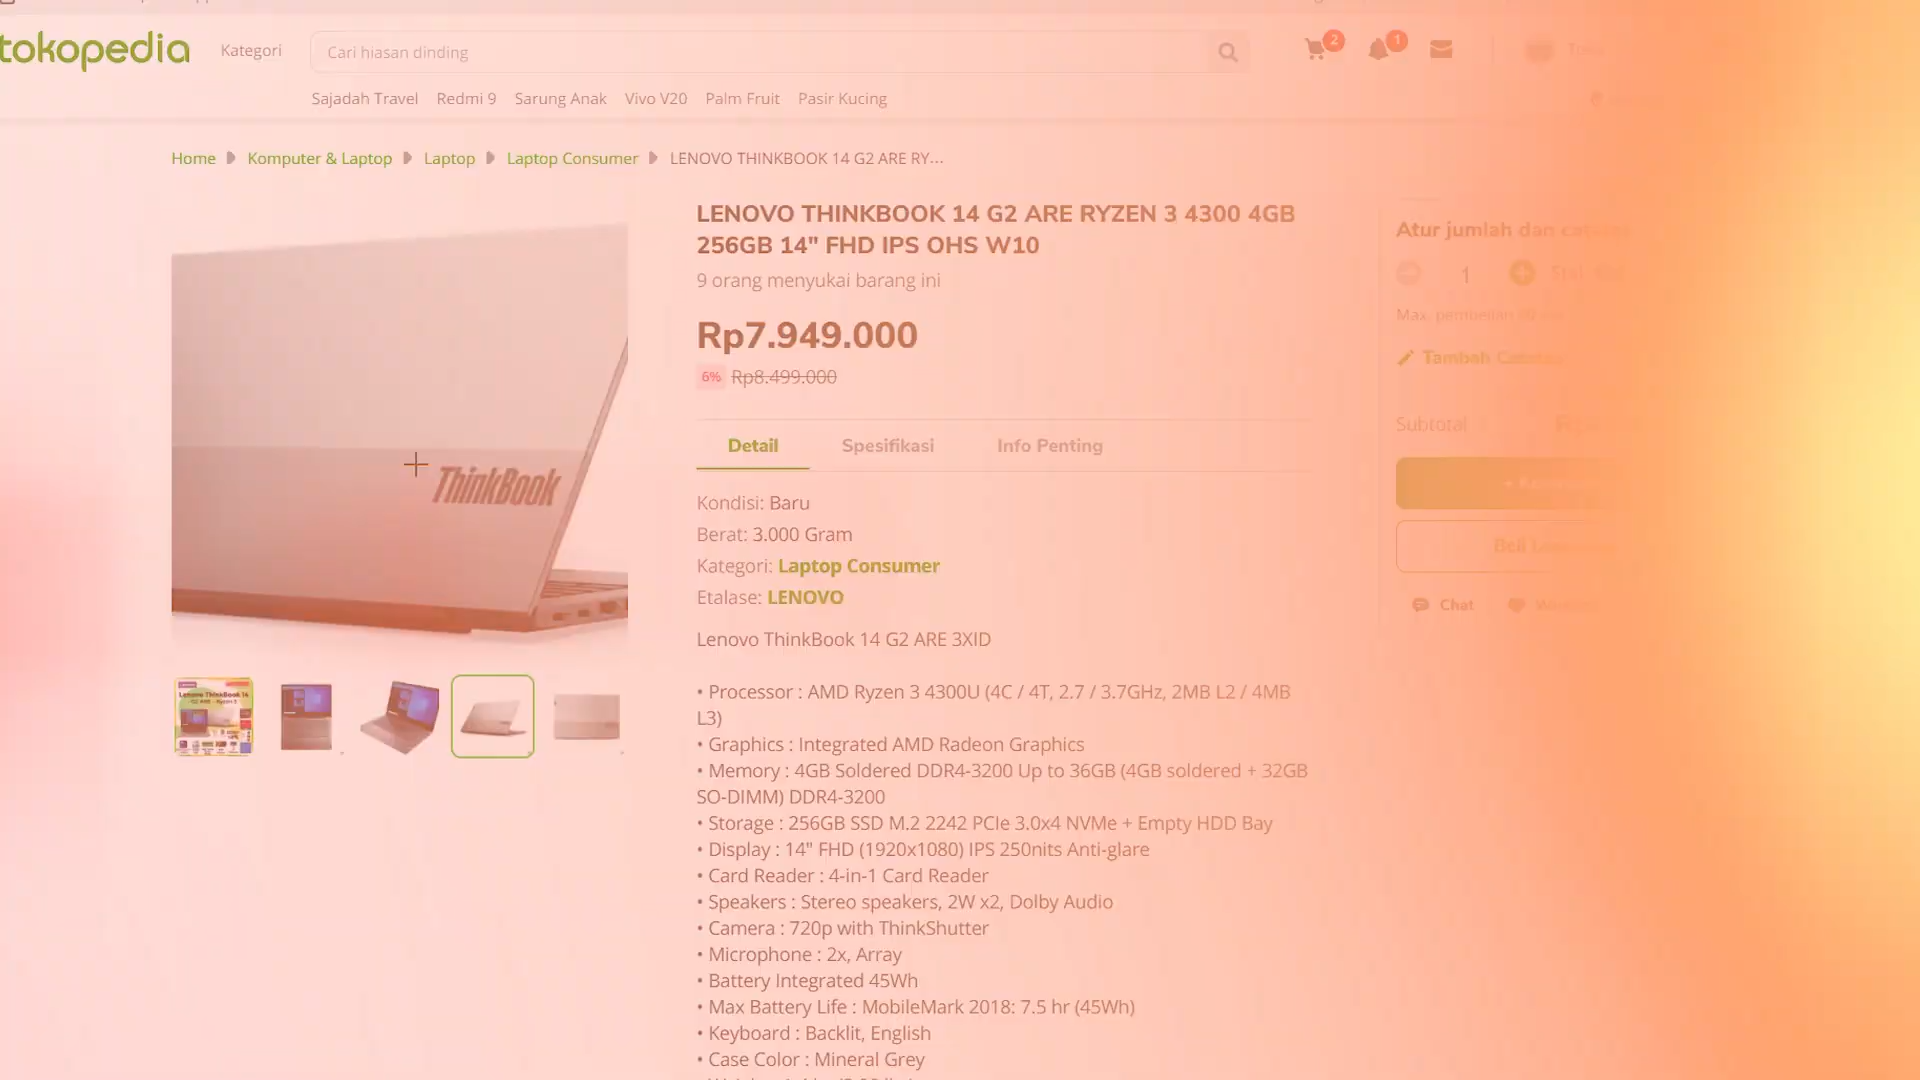 tokopedia
Kategori
Cari hiasan dinding
2
1
Sajadah Travel Redmi 9 Sarung Anak Vivo V20 Palm Fruit Pasir Kucing
Home Komputer & Laptop Laptop Laptop Consumer LENOVO THINKBOOK 14 G2 ARE RY...
LENOVO THINKBOOK 14 G2 ARE RYZEN 3 4300 4GB
256GB 14" FHD IPS OHS W10
9 orang menyukai barang ini
Rp7.949.000
6% Rp8.499.000
Detail Spesifikasi Info Penting
Kondisi: Baru
Berat: 3.000 Gram
Kategori: Laptop Consumer
Etalase: LENOVO
Lenovo ThinkBook 14 G2 ARE 3XID
• Processor : AMD Ryzen 3 4300U (4C / 4T, 2.7 / 3.7GHz, 2MB L2 / 4MB
L3)
• Graphics : Integrated AMD Radeon Graphics
• Memory : 4GB Soldered DDR4-3200 Up to 36GB (4GB soldered + 32GB
SO-DIMM) DDR4-3200
• Storage : 256GB SSD M.2 2242 PCIe 3.0x4 NVMe + Empty HDD Bay
• Display : 14" FHD (1920x1080) IPS 250nits Anti-glare
• Card Reader : 4-in-1 Card Reader
• Speakers : Stereo speakers, 2W x2, Dolby Audio
• Camera : 720p with ThinkShutter
• Microphone : 2x, Array
• Battery Integrated 45Wh
• Max Battery Life : MobileMark 2018: 7.5 hr (45Wh)
• Keyboard : Backlit, English
• Case Color : Mineral Grey
ThinkBook
Atur jumlah dan
1
Max. pembelian
Tambah
Subtotal
Beli
Chat